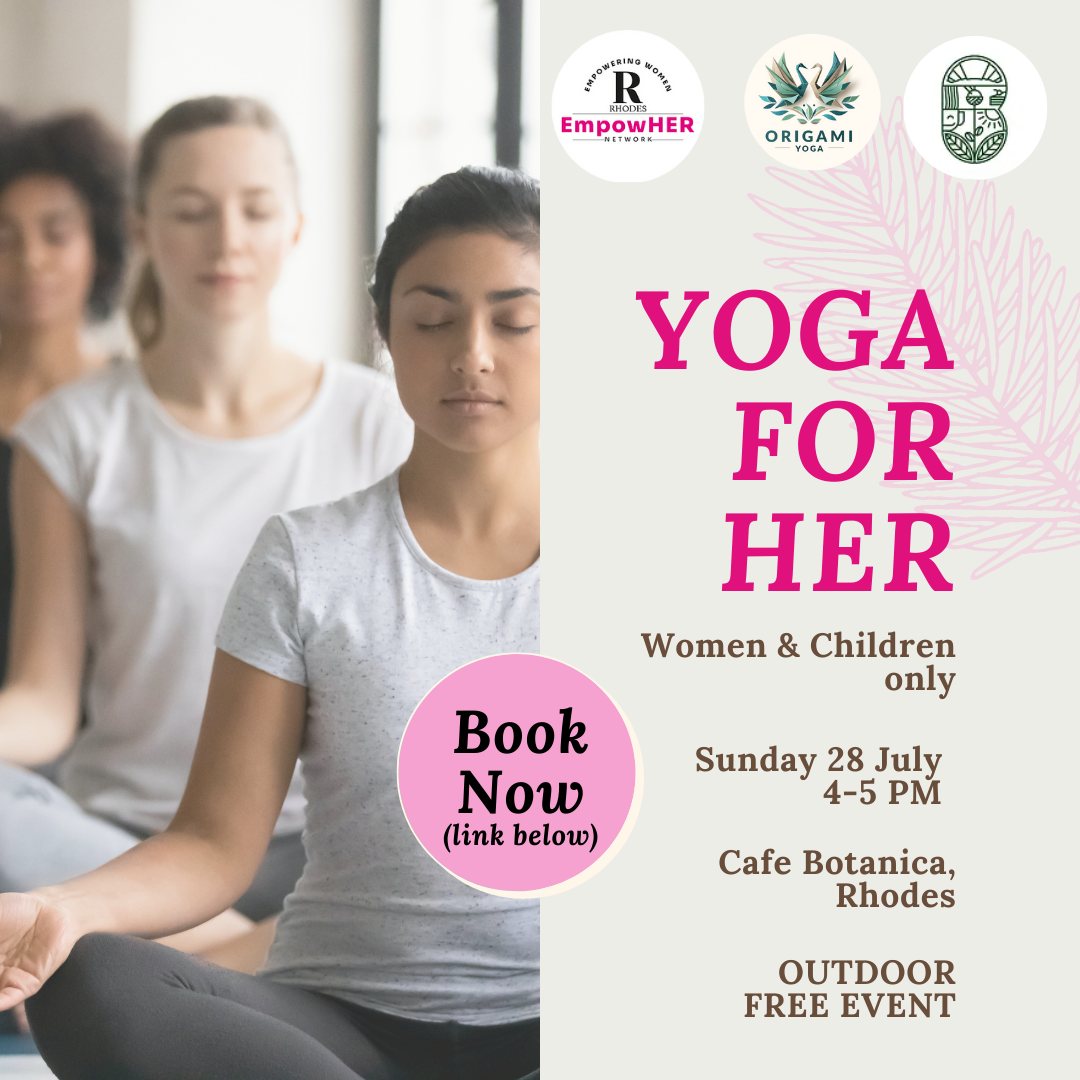 EMPOWERING WOMEN
R
RHODES
EmpowHER
NETWORK
ORIGAMI
YOGA
YOGA
FOR
HER
Women & Children
only
Sunday 28 July
4-5 PM
Cafe Botanica,
Rhodes
OUTDOOR
FREE EVENT
Book
Now
(link below)